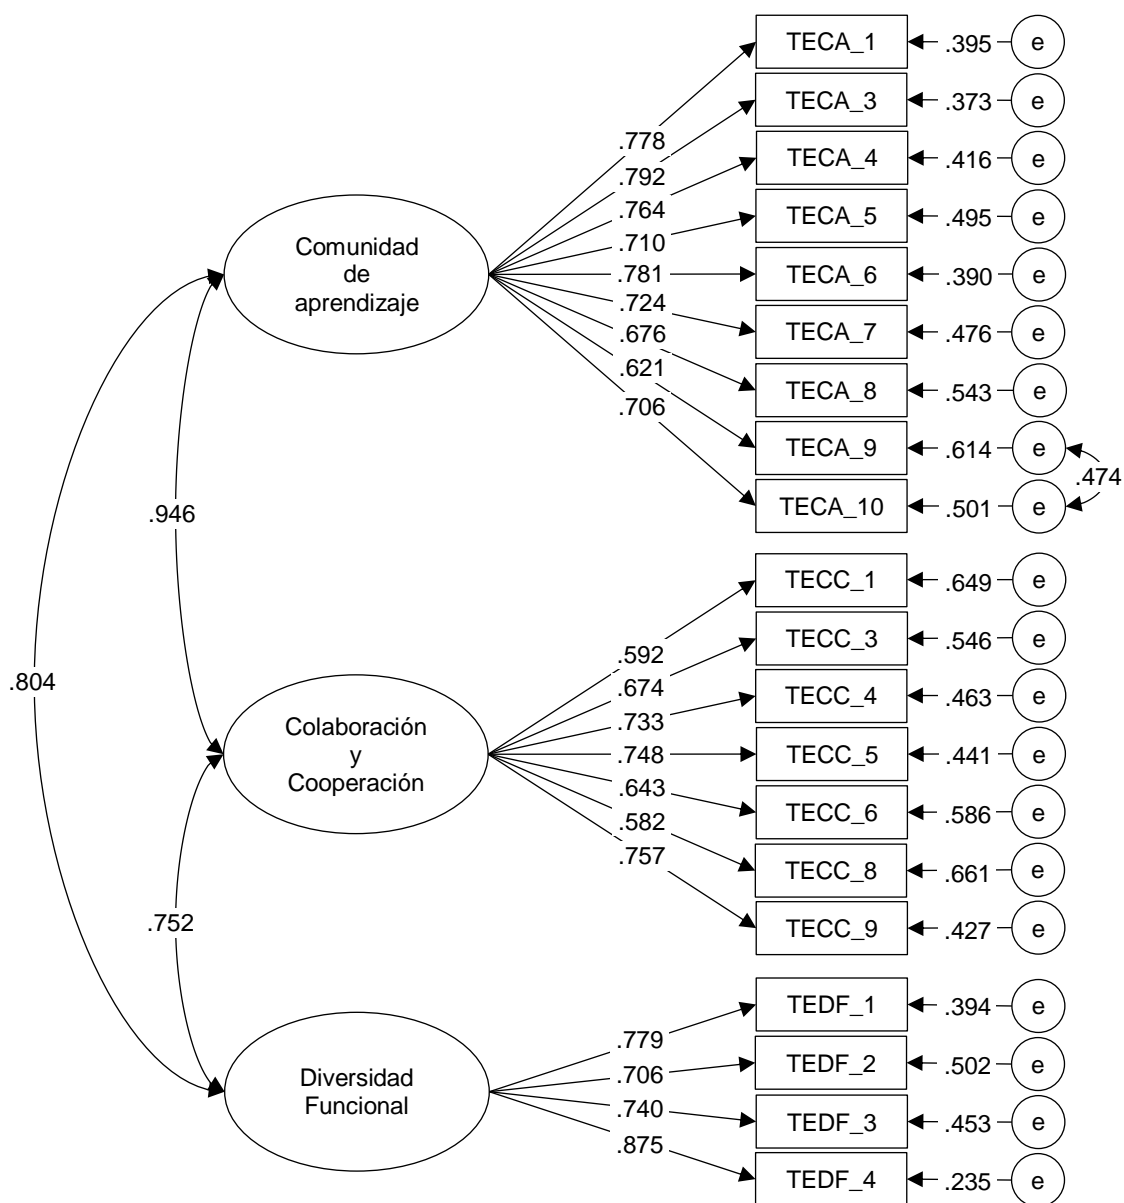 TECA_1
.395
e
TECA_3
.373
e
.778
TECA_4
.416
e
.792
.764
TECA_5
.495
e
.710
Comunidad
de
aprendizaje
.781
TECA_6
.390
e
.724
TECA_7
.476
e
.676
.621
TECA_8
.543
e
.706
TECA_9
.614
e
.474
TECA_10
.501
e
.946
TECC_1
.649
e
TECC_3
.546
e
.592
.804
.674
TECC_4
.463
e
.733
Colaboración
y
Cooperación
.748
TECC_5
.441
e
.643
TECC_6
.586
e
.582
.757
TECC_8
.661
e
.752
TECC_9
.427
e
TEDF_1
.394
e
.779
TEDF_2
.502
e
.706
Diversidad
Funcional
.740
TEDF_3
.453
e
.875
TEDF_4
.235
e